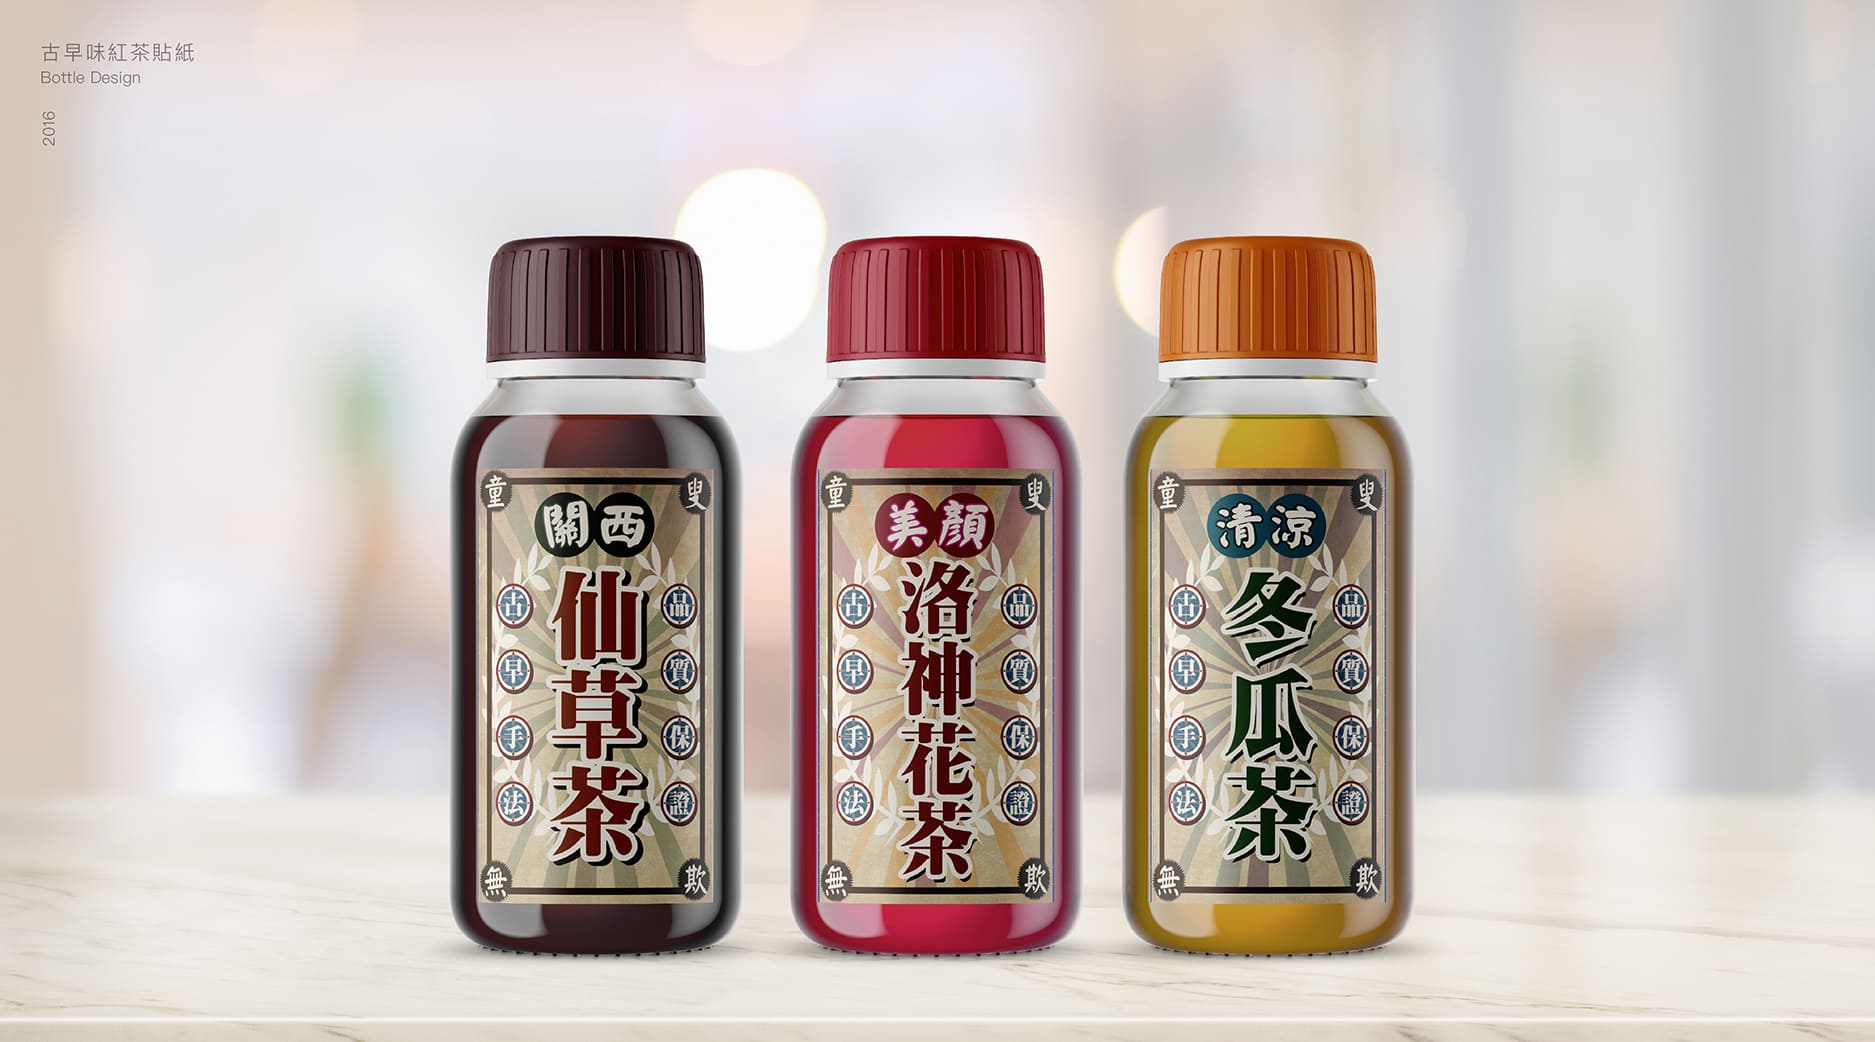 古早味紅茶貼紙
Bottle Design
2016
童叟
關西
仙草茶
古早手法
品質保證
無欺
童叟
美顏
洛神花茶
古早手法
品質保證
無欺
童叟
清涼
冬瓜茶
古早手法
品質保證
無欺